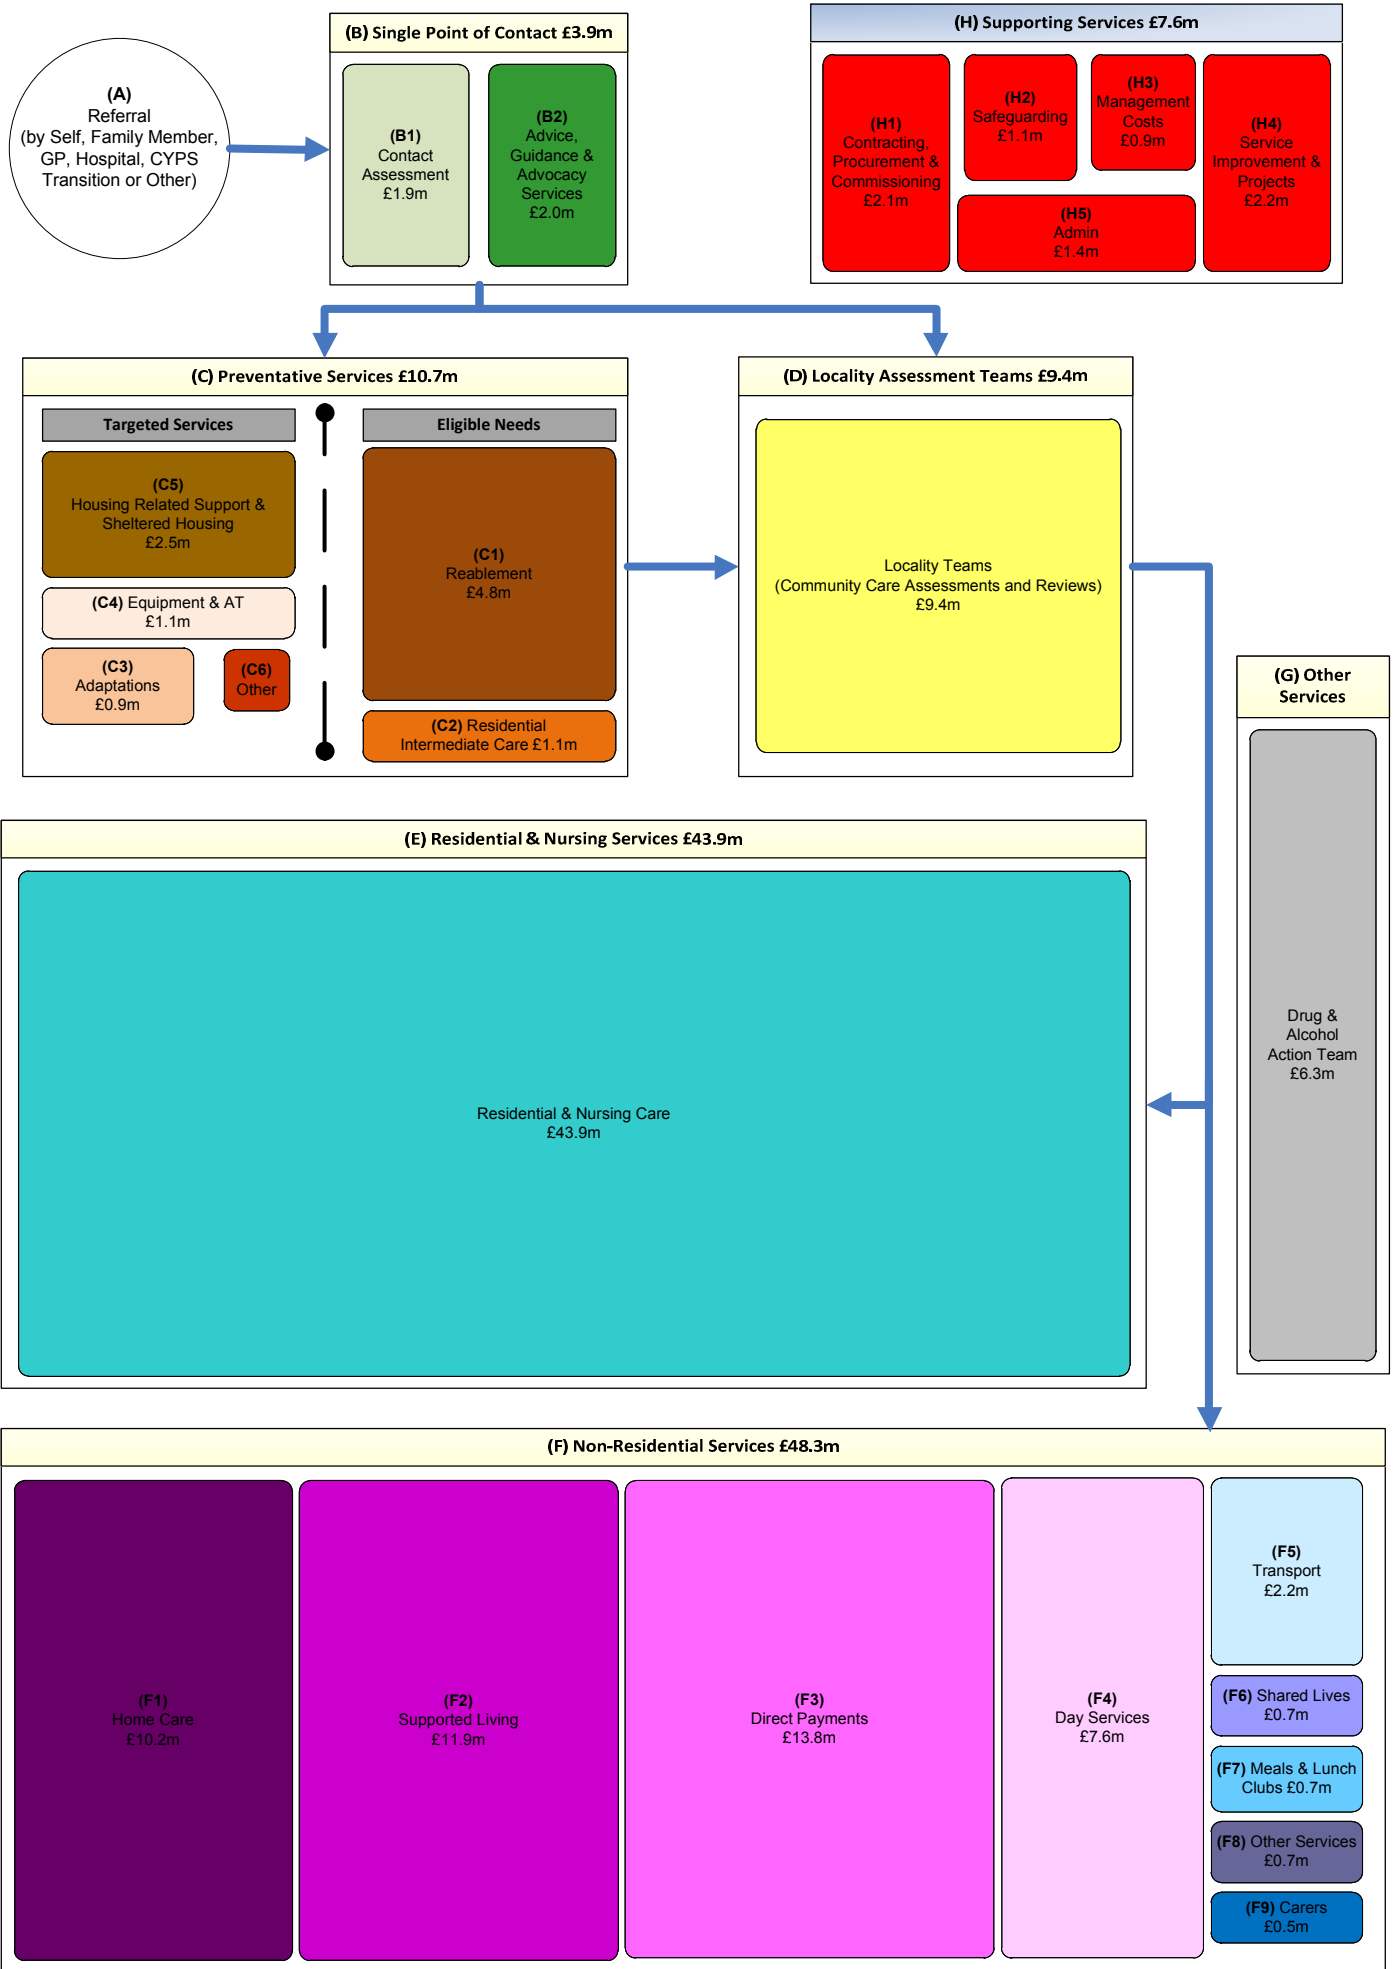 (A)
Referral
(by Self, Family Member,
GP, Hospital, CYPS
Transition or Other)
(B) Single Point of Contact £3.9m
(B1)
Contact
Assessment
£1.9m
(B2)
Advice,
Guidance &
Advocacy
Services
£2.0m
(H) Supporting Services £7.6m
(H1)
Contracting,
Procurement &
Commissioning
£2.1m
(H2)
Safeguarding
£1.1m
(H3)
Management
Costs
£0.9m
(H4)
Service
Improvement &
Projects
£2.2m
(H5)
Admin
£1.4m
(C) Preventative Services £10.7m
Targeted Services
(C5)
Housing Related Support &
Sheltered Housing
£2.5m
(C4) Equipment & AT
£1.1m
(C3)
Adaptations
£0.9m
(C6)
Other
Eligible Needs
(C1)
Reablement
£4.8m
(C2) Residential
Intermediate Care £1.1m
(D) Locality Assessment Teams £9.4m
Locality Teams
(Community Care Assessments and Reviews)
£9.4m
(G) Other
Services
Drug &
Alcohol
Action Team
£6.3m
(E) Residential & Nursing Services £43.9m
Residential & Nursing Care
£43.9m
(F) Non-Residential Services £48.3m
(F1)
Home Care
£10.2m
(F2)
Supported Living
£11.9m
(F3)
Direct Payments
£13.8m
(F4)
Day Services
£7.6m
(F5)
Transport
£2.2m
(F6) Shared Lives
£0.7m
(F7) Meals & Lunch
Clubs £0.7m
(F8) Other Services
£0.7m
(F9) Carers
£0.5m